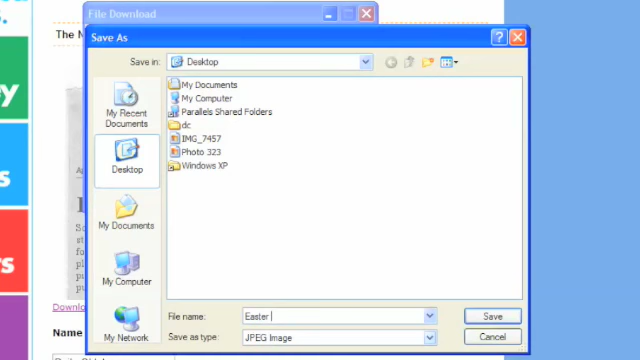 File Download
s.
The N
Save As
Save in:
Desktop
My Documents
My Computer
Parallels Shared Folders
dc
IMG_7457
Photo 323
Windows XP
My Recent
Documents
Desktop
My Documents
My Computer
My Network
File name:
Easter
Save
Save as type:
JPEG Image
Cancel
ey
s
rs
Downlo
Name